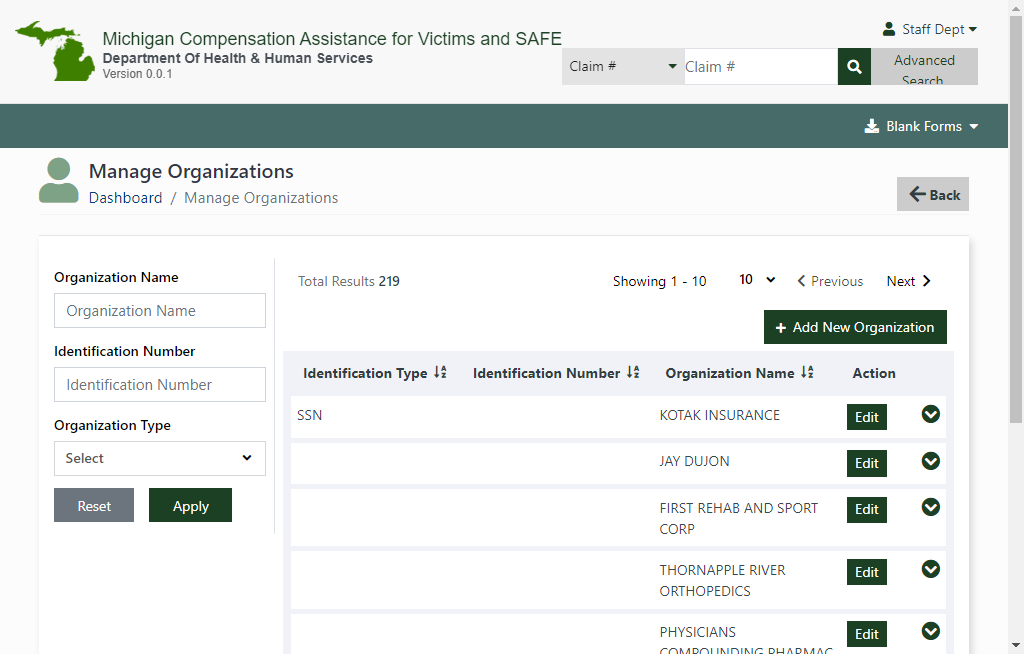 Michigan Compensation Assistance for Victims and SAFE
Department Of Health & Human Services
Version 0.0.1
Staff Dept
Claim #
Claim #
Advanced
Search
Blank Forms
Manage Organizations
Dashboard / Manage Organizations
Back
Organization Name
Organization Name
Identification Number
Identification Number
Organization Type
Select
Reset Apply
Total Results 219
Showing 1 - 10 10 Previous Next
Add New Organization
Identification Type Identification Number Organization Name Action
SSN KOTAK INSURANCE Edit
JAY DUJON Edit
FIRST REHAB AND SPORT
CORP
Edit
THORNAPPLE RIVER
ORTHOPEDICS
Edit
PHYSICIANS
COMPOUNDING PHARMAC
Edit